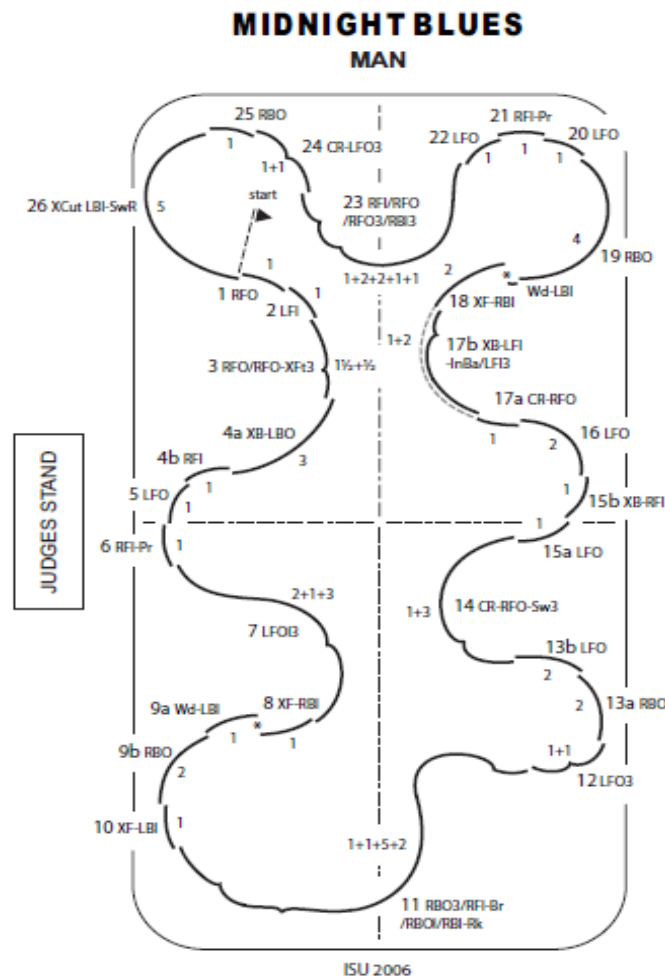 MIDNIGHT BLUES
MAN
25 RBO
1
24 CR-LFO3
1+1
21 RFI-Pr
22 LFO
20 LFO
1
1
1
26 XCut LBI-SwR
5
start
23 RFI/RFO
/RFO3/RBI3
1+2+2+1+1
4
19 RBO
2
*
Wd-LBI
1 RFO
1
2 LFI
1
18 XF-RBI
1+2
17b XB-LFI
-InBa/LFI3
3 RFO/RFO-XFt3
1½+½
17a CR-RFO
1
2
16 LFO
4a XB-LBO
3
4b RFI
1
5 LFO
1
1
15b XB-RFI
1
15a LFO
JUDGES STAND
6 RFI-Pr
1
2+1+3
7 LFOI3
1+3
14 CR-RFO-Sw3
13b LFO
2
13a RBO
2
9a Wd-LBI
8 XF-RBI
*
1
1
9b RBO
2
1+1
12 LFO3
10 XF-LBI
1
1+1+5+2
11 RBO3/RFI-Br
/RBOI/RBI-Rk
ISU 2006